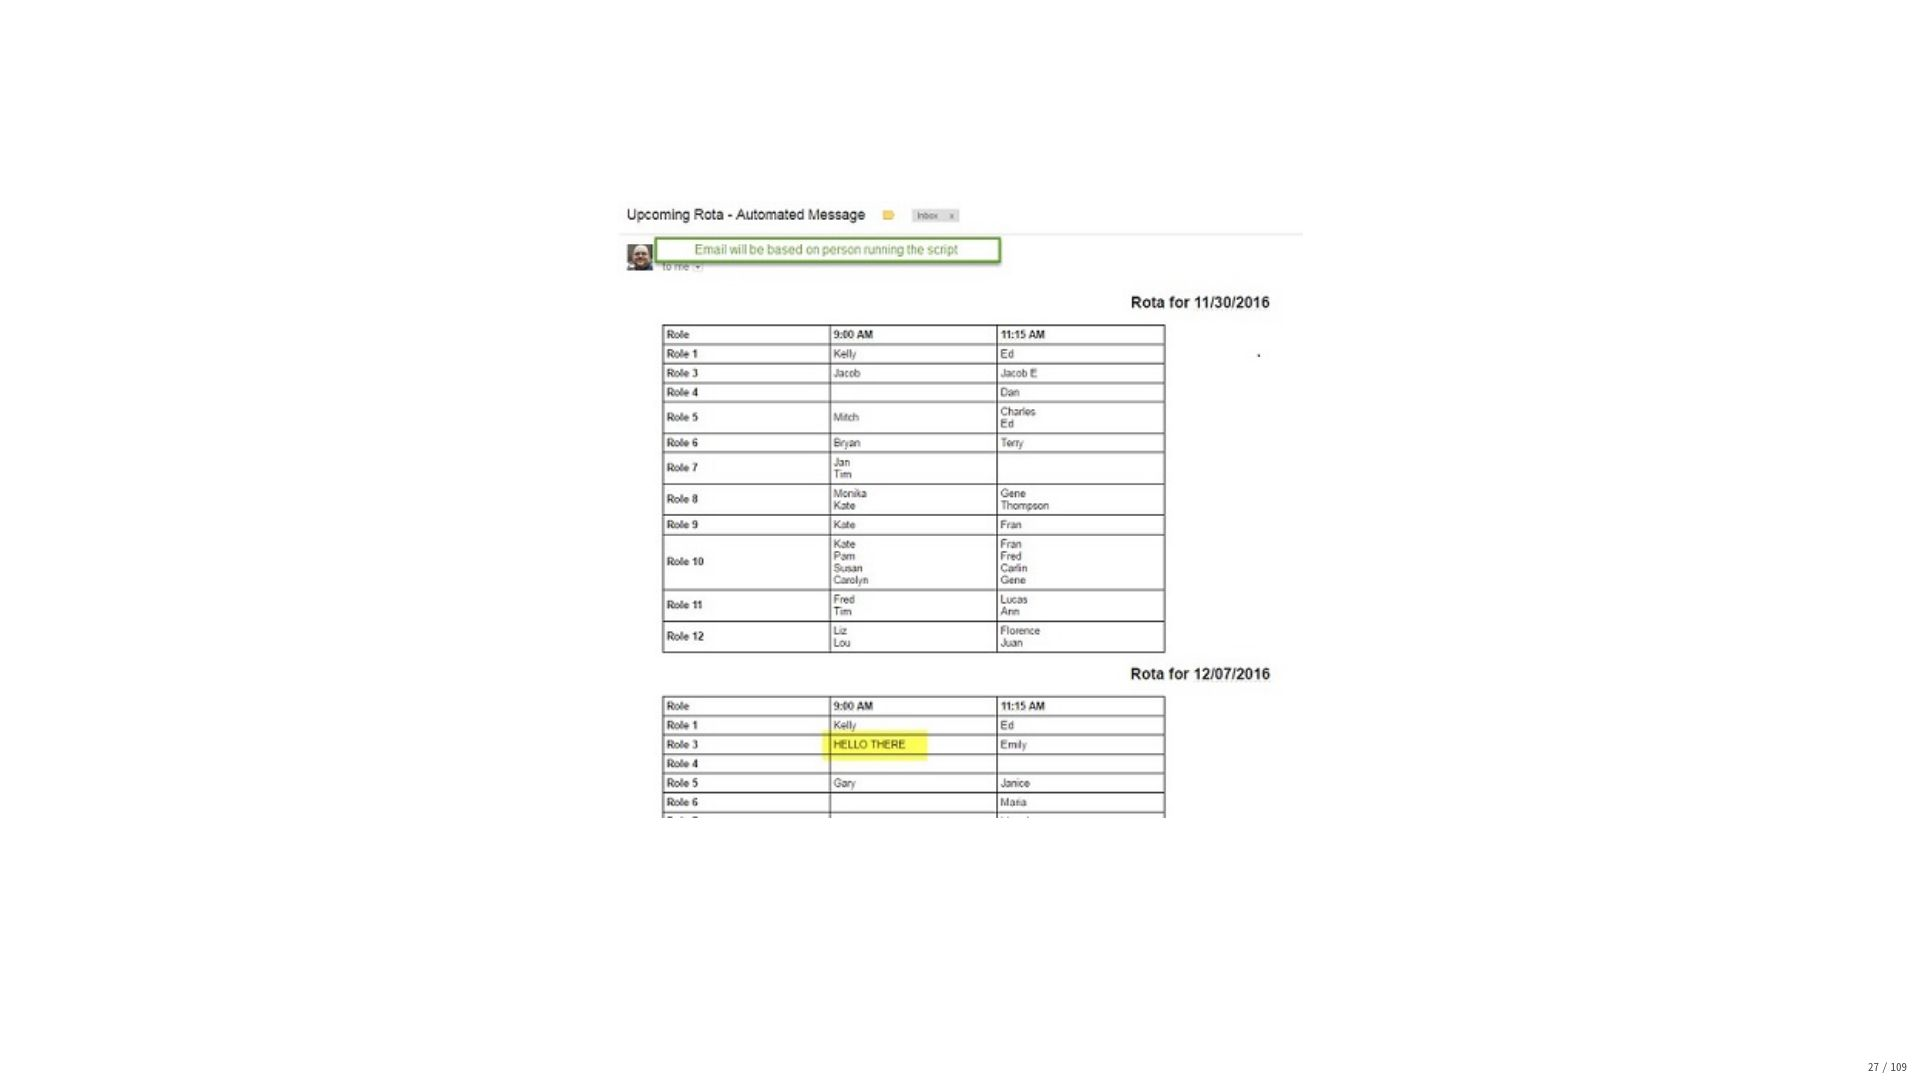 Upcoming Rota - Automated Message Inbox x
Email will be based on person running the script
to me
Rota for 11/30/2016
Role 9:00 AM 11:15 AM
Role 1 Kelly Ed
Role 3 Jacob Jacob E
Role 4 Dan
Role 5 Mitch Charles
Ed
Role 6 Bryan Terry
Role 7 Jan
Tim
Role 8 Monika Gene
Kate Thompson
Role 9 Kate Fran
Role 10 Kate Fran
Pam Fred
Susan Carlin
Carolyn Gene
Role 11 Fred Lucas
Tim Ann
Role 12 Liz Florence
Lou Juan
Rota for 12/07/2016
Role 9:00 AM 11:15 AM
Role 1 Kelly Ed
Role 3 HELLO THERE Emily
Role 4
Role 5 Gary Janice
Role 6 Maria
27 / 109